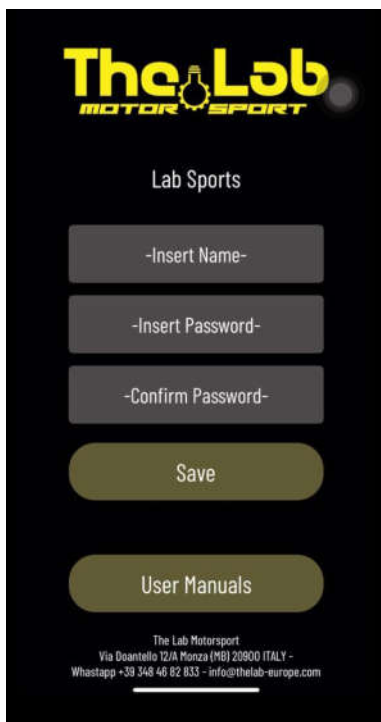 The Lab
MOTOR SPORT
Lab Sports
-Insert Name-
-Insert Password-
-Confirm Password-
Save
User Manuals
The Lab Motorsport
Via Doantello 12/A Monza (MB) 20900 ITALY -
Whastapp +39 348 46 82 833 - info@thelab-europe.com